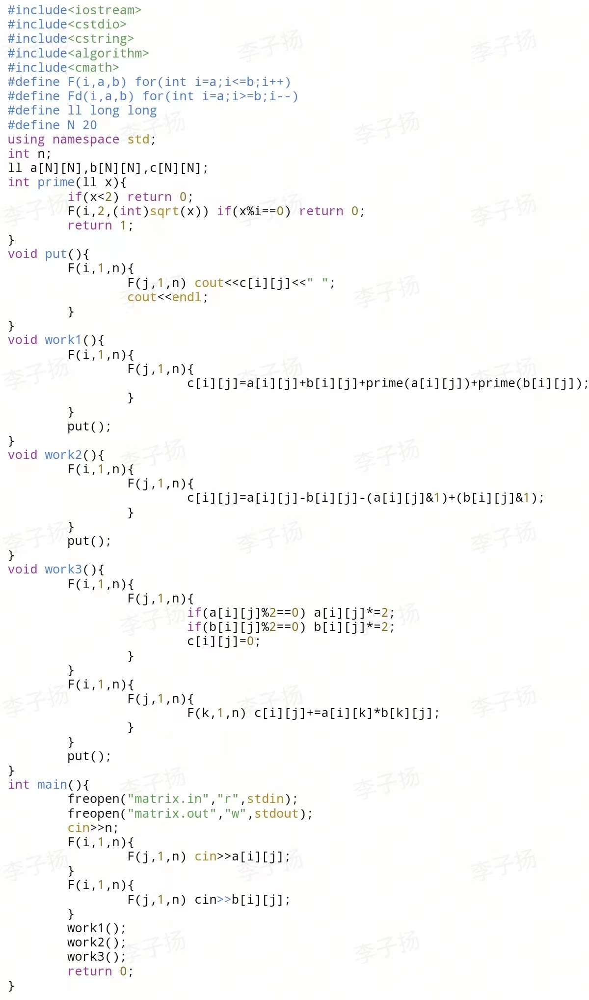 #include<iostream>
#include<cstdio>
#include<cstring>
#include<algorithm>
#include<cmath>
#define F(i,a,b) for(int i=a;i<=b;i++)
#define Fd(i,a,b) for(int i=a;i>=b;i--)
#define ll long long
#define N 20
using namespace std;
int n;
ll a[N][N],b[N][N],c[N][N];
int prime(ll x){
        if(x<2) return 0;
        F(i,2,(int)sqrt(x)) if(x%i==0) return 0;
        return 1;
}
void put(){
        F(i,1,n){
                F(j,1,n) cout<<c[i][j]<<" ";
                cout<<endl;
        }
}
void work1(){
        F(i,1,n){
                F(j,1,n){
                        c[i][j]=a[i][j]+b[i][j]+prime(a[i][j])+prime(b[i][j]);
                }
        }
        put();
}
void work2(){
        F(i,1,n){
                F(j,1,n){
                        c[i][j]=a[i][j]-b[i][j]-(a[i][j]&1)+(b[i][j]&1);
                }
        }
        put();
}
void work3(){
        F(i,1,n){
                F(j,1,n){
                        if(a[i][j]%2==0) a[i][j]*=2;
                        if(b[i][j]%2==0) b[i][j]*=2;
                        c[i][j]=0;
                }
        }
        F(i,1,n){
                F(j,1,n){
                        F(k,1,n) c[i][j]+=a[i][k]*b[k][j];
                }
        }
        put();
}
int main(){
        freopen("matrix.in","r",stdin);
        freopen("matrix.out","w",stdout);
        cin>>n;
        F(i,1,n){
                F(j,1,n) cin>>a[i][j];
        }
        F(i,1,n){
                F(j,1,n) cin>>b[i][j];
        }
        work1();
        work2();
        work3();
        return 0;
}
李子扬